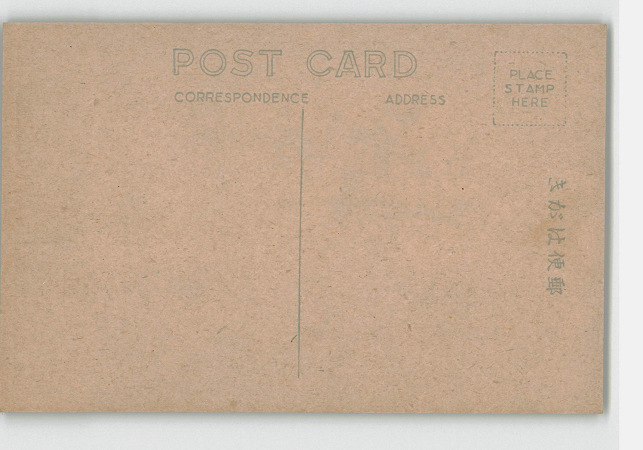 POST CARD
CORRESPONDENCE
ADDRESS
PLACE
STAMP
HERE
郵便はがき